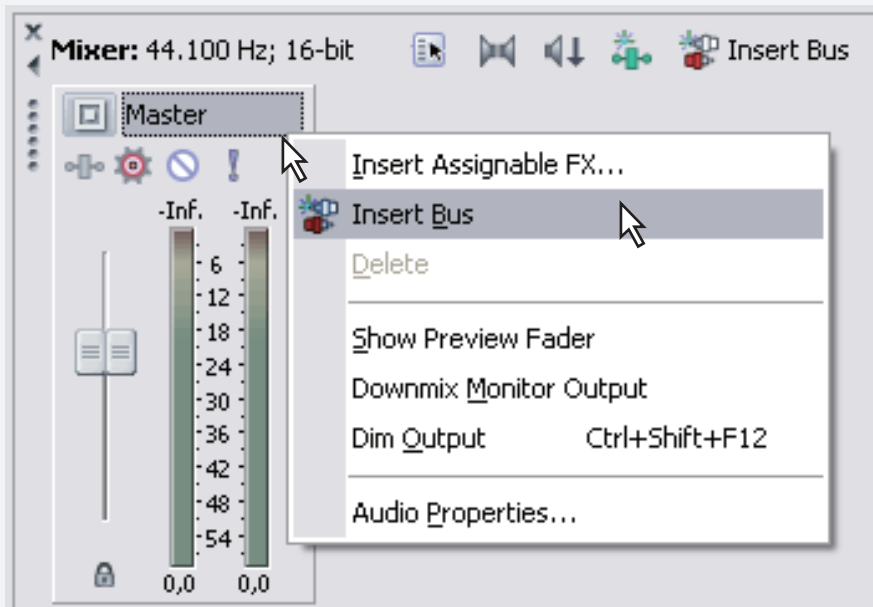 Mixer: 44.100 Hz; 16-bit
Insert Bus
Master
Insert Assignable FX...
Insert Bus
Delete
Show Preview Fader
Downmix Monitor Output
Dim Output Ctrl+Shift+F12
Audio Properties...
-Inf. -Inf.
6
12
18
24
30
36
42
48
54
0,0 0,0